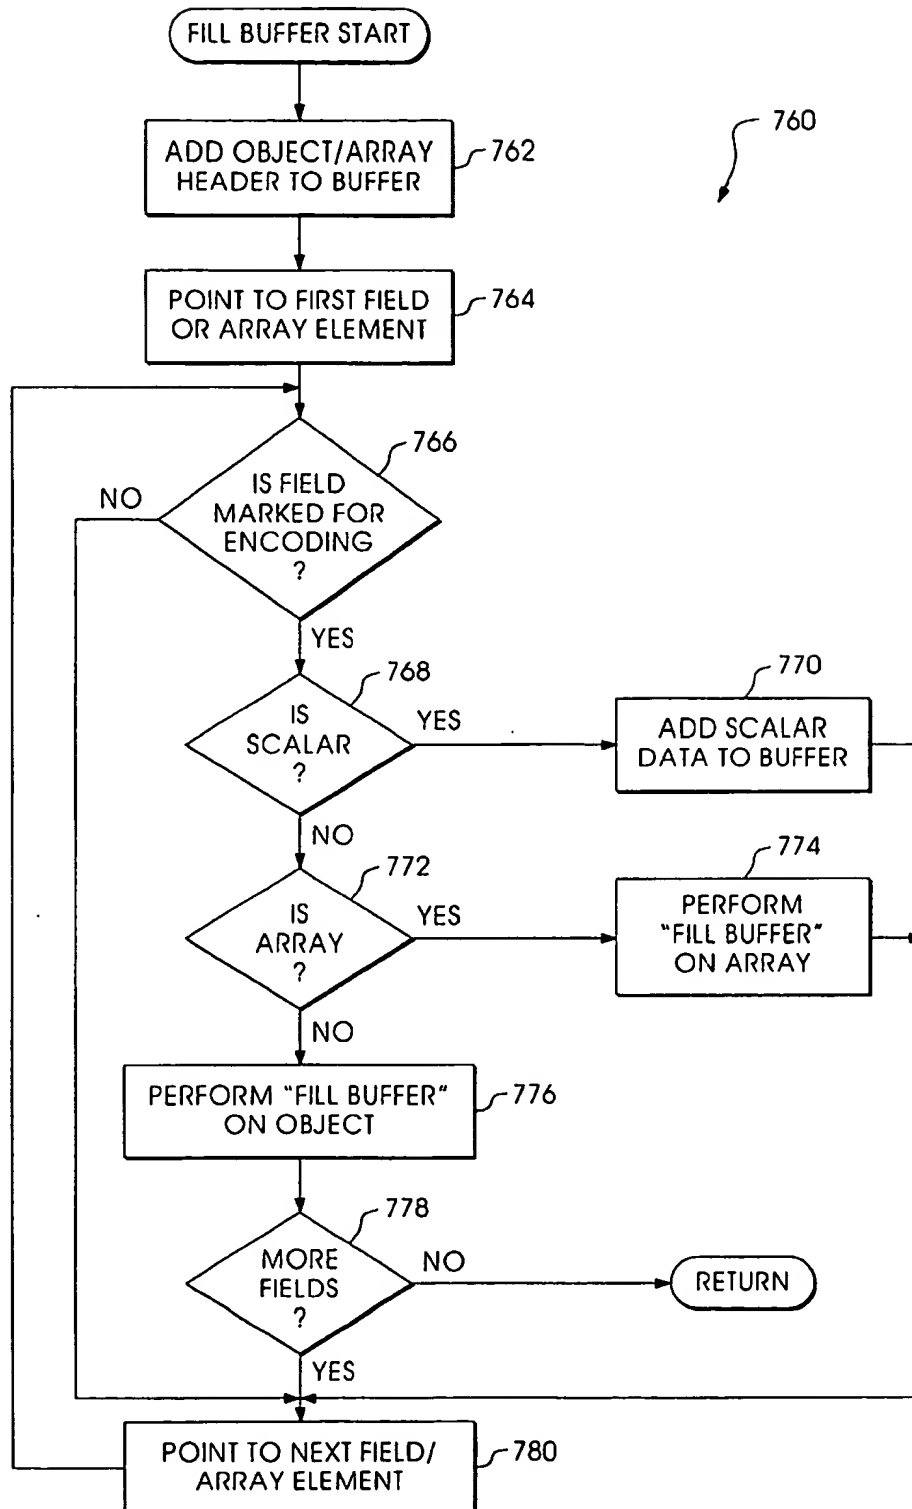 FILL BUFFER START
760
ADD OBJECT/ARRAY
HEADER TO BUFFER
762
POINT TO FIRST FIELD
OR ARRAY ELEMENT
764
766
IS FIELD
MARKED FOR
ENCODING
?
NO
YES
768
IS
SCALAR
?
YES
770
ADD SCALAR
DATA TO BUFFER
NO
772
IS
ARRAY
?
YES
774
PERFORM
"FILL BUFFER"
ON ARRAY
NO
PERFORM "FILL BUFFER"
ON OBJECT
776
778
MORE
FIELDS
?
NO
RETURN
YES
POINT TO NEXT FIELD/
ARRAY ELEMENT
780